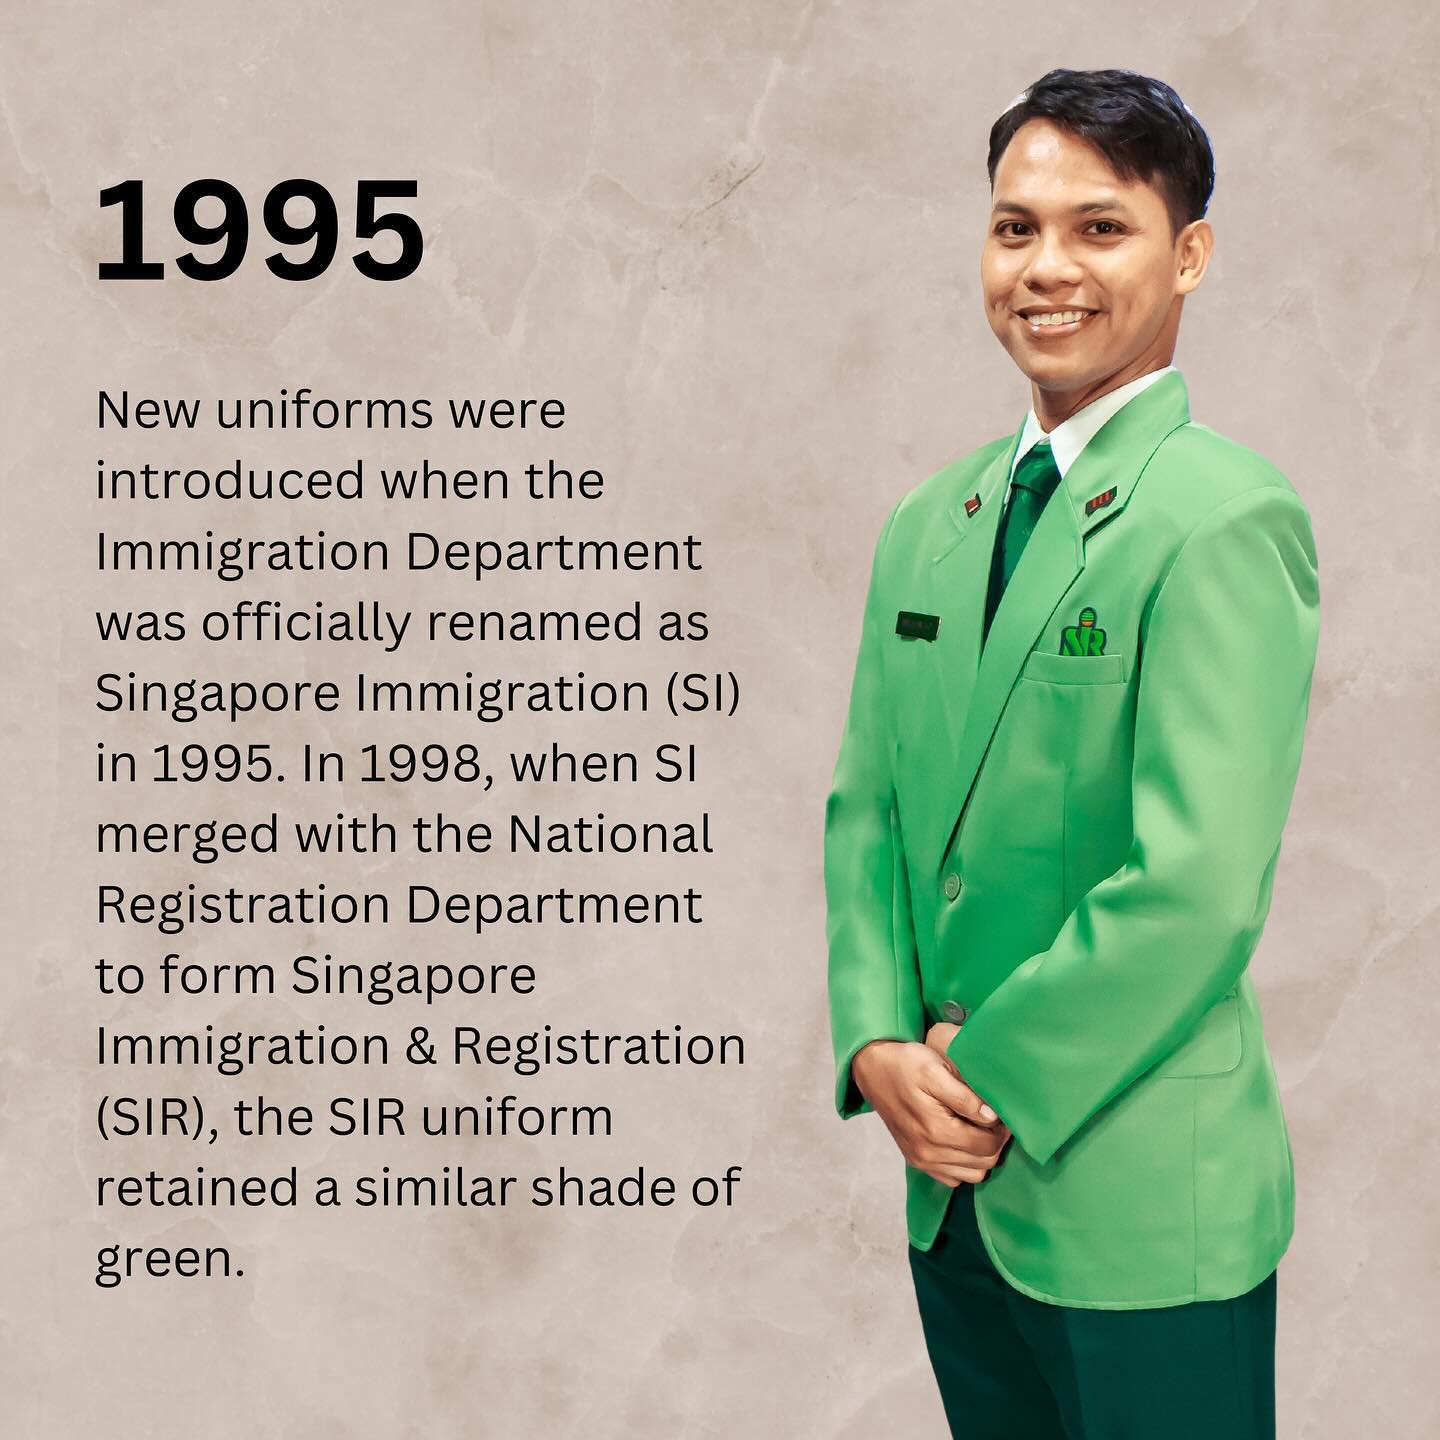 1995
New uniforms were
introduced when the
Immigration Department
was officially renamed as
Singapore Immigration (SI)
in 1995. In 1998, when SI
merged with the National
Registration Department
to form Singapore
Immigration & Registration
(SIR), the SIR uniform
retained a similar shade of
green.
SIR